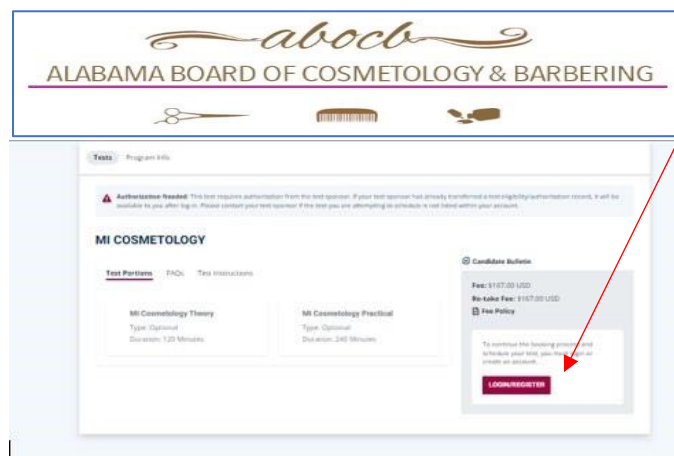 abocb
ALABAMA BOARD OF COSMETOLOGY & BARBERING
Tests Program Info
Authorization Needed: This test requires authorization from the test sponsor. If your test sponsor has already transferred a test eligibility/authorization record, it will be
available to you after log in. Please contact your test sponsor if the test you are attempting to schedule is not listed within your account.
MI COSMETOLOGY
Test Portions FAQs Test Instructions
MI Cosmetology Theory
Type: Optional
Duration: 120 Minutes
MI Cosmetology Practical
Type: Optional
Duration: 240 Minutes
Candidate Bulletin
Fee: $167.00 USD
Re-take Fee: $167.00 USD
Fee Policy
To continue the booking process and
schedule your test, you must login or
create an account.
LOGIN/REGISTER